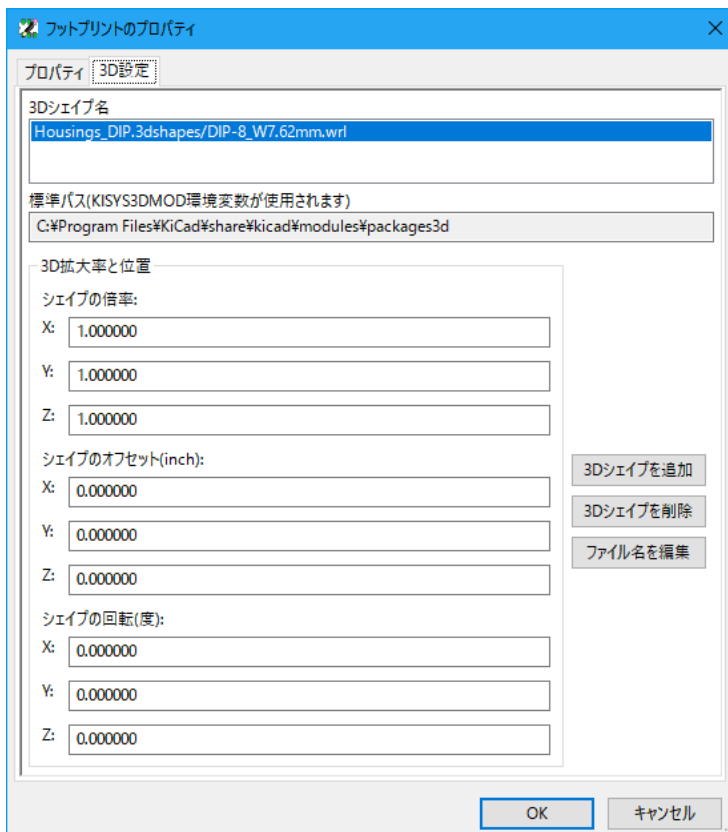 フットプリントのプロパティ
プロパティ 3D設定
3Dシェイプ名
Housings_DIP.3dshapes/DIP-8_W7.62mm.wrl
標準パス(KISYS3DMOD環境変数が使用されます)
C:¥Program Files¥KiCad¥share¥kicad¥modules¥packages3d
3D拡大率と位置
シェイプの倍率:
X: 1.000000
Y: 1.000000
Z: 1.000000
シェイプのオフセット(inch):
X: 0.000000
Y: 0.000000
Z: 0.000000
シェイプの回転(度):
X: 0.000000
Y: 0.000000
Z: 0.000000
3Dシェイプを追加
3Dシェイプを削除
ファイル名を編集
OK キャンセル